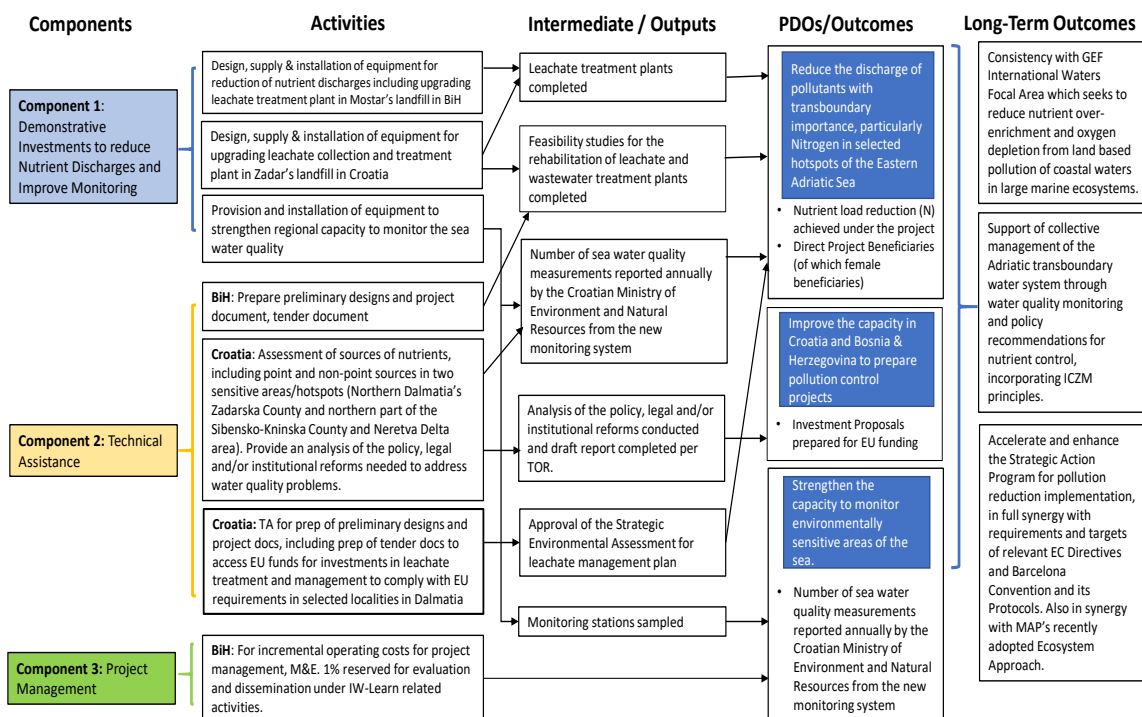 Components
Activities
Intermediate / Outputs
PDOs/Outcomes
Long-Term Outcomes
Component 1:
Demonstrative
Investments to reduce
Nutrient Discharges and
Improve Monitoring
Component 2: Technical
Assistance
Component 3: Project
Management
Design, supply & installation of equipment for
reduction of nutrient discharges including upgrading
leachate treatment plant in Mostar's landfill in BiH
Design, supply & installation of equipment for
upgrading leachate collection and treatment
plant in Zadar's landfill in Croatia
Provision and installation of equipment to
strengthen regional capacity to monitor the sea
water quality
BiH: Prepare preliminary designs and project
document, tender document
Croatia: Assessment of sources of nutrients,
including point and non-point sources in two
sensitive areas/hotspots (Northern Dalmatia's
Zadarska County and northern part of the
Sibensko-Kninska County and Neretva Delta
area). Provide an analysis of the policy, legal
and/or institutional reforms needed to address
water quality problems.
Croatia: TA for prep of preliminary designs and
project docs, including prep of tender docs to
access EU funds for investments in leachate
treatment and management to comply with EU
requirements in selected localities in Dalmatia
BiH: For incremental operating costs for project
management, M&E. 1% reserved for evaluation
and dissemination under IW-Learn related
activities.
Leachate treatment plants
completed
Feasibility studies for the
rehabilitation of leachate and
wastewater treatment plants
completed
Number of sea water quality
measurements reported annually
by the Croatian Ministry of
Environment and Natural
Resources from the new
monitoring system
Analysis of the policy, legal and/or
institutional reforms conducted
and draft report completed per
TOR.
Approval of the Strategic
Environmental Assessment for
leachate management plan
Monitoring stations sampled
Reduce the discharge of
pollutants with
transboundary
importance, particularly
Nitrogen in selected
hotspots of the Eastern
Adriatic Sea
• Nutrient load reduction (N)
achieved under the project
• Direct Project Beneficiaries
(of which female
beneficiaries)
Improve the capacity in
Croatia and Bosnia &
Herzegovina to prepare
pollution control
projects
• Investment Proposals
prepared for EU funding
Strengthen the
capacity to monitor
environmentally
sensitive areas of the
sea.
• Number of sea water
quality measurements
reported annually by the
Croatian Ministry of
Environment and Natural
Resources from the new
monitoring system
Consistency with GEF
International Waters
Focal Area which seeks to
reduce nutrient over-
enrichment and oxygen
depletion from land based
pollution of coastal waters
in large marine ecosystems.
Support of collective
management of the
Adriatic transboundary
water system through
water quality monitoring
and policy
recommendations for
nutrient control,
incorporating ICZM
principles.
Accelerate and enhance
the Strategic Action
Program for pollution
reduction implementation,
in full synergy with
requirements and targets
of relevant EC Directives
and Barcelona
Convention and its
Protocols. Also in synergy
with MAP's recently
adopted Ecosystem
Approach.